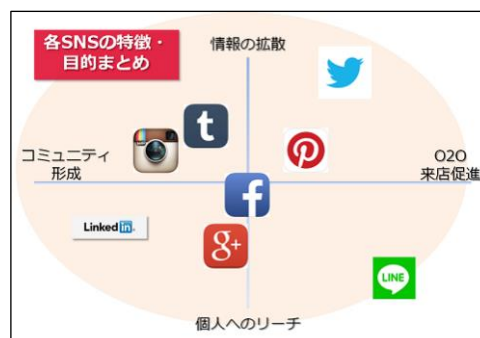 各SNSの特徴・
目的まとめ
情報の拡散
t
コミュニティ
形成
O2O
来店促進
f
Linked in
g+
LINE
個人へのリーチ